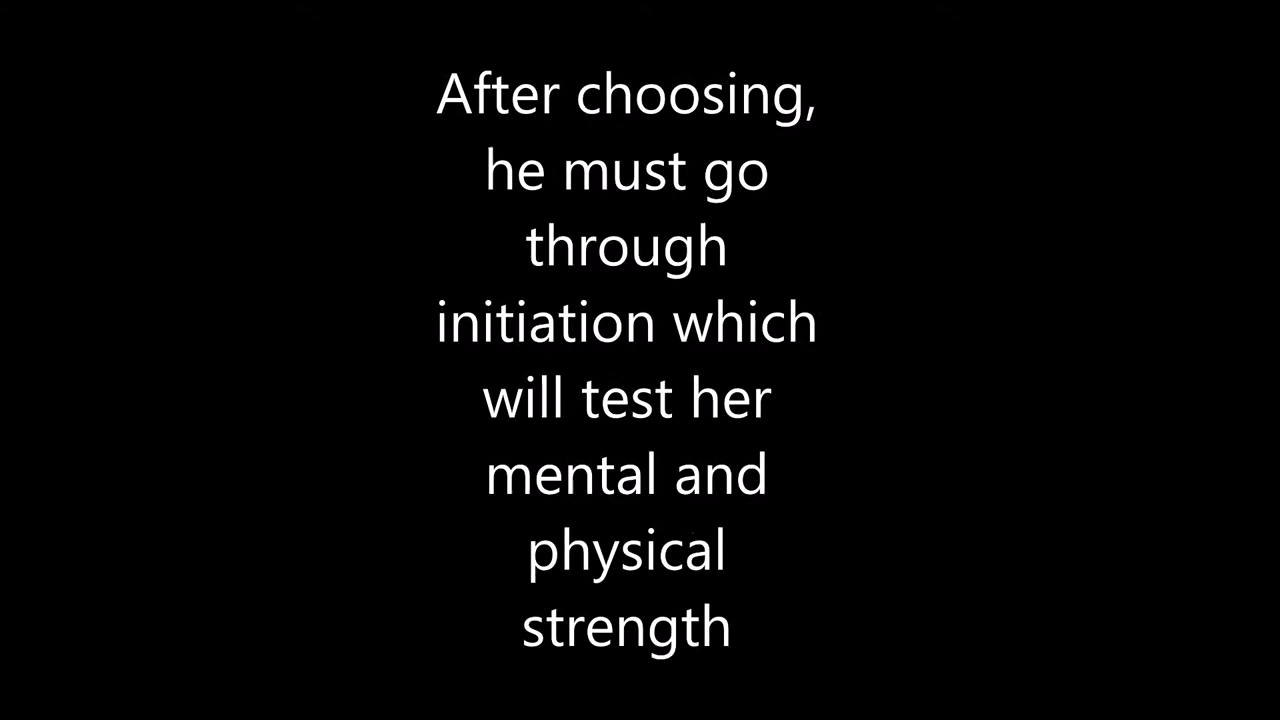 After choosing,
he must go
through
initiation which
will test her
mental and
physical
strength